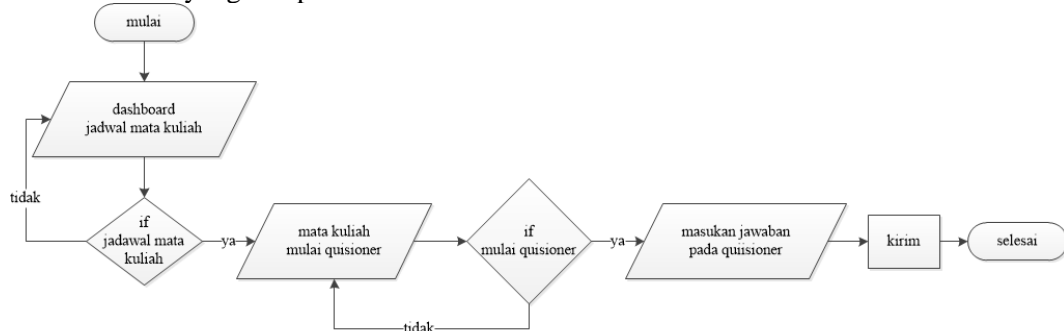 mulai
dashboard
jadwal mata kuliah
tidak
if
jadawal mata
kuliah
ya
mata kuliah
mulai quisioner
if
mulai quisioner
ya
masukan jawaban
pada quiisioner
kirim
selesai
tidak